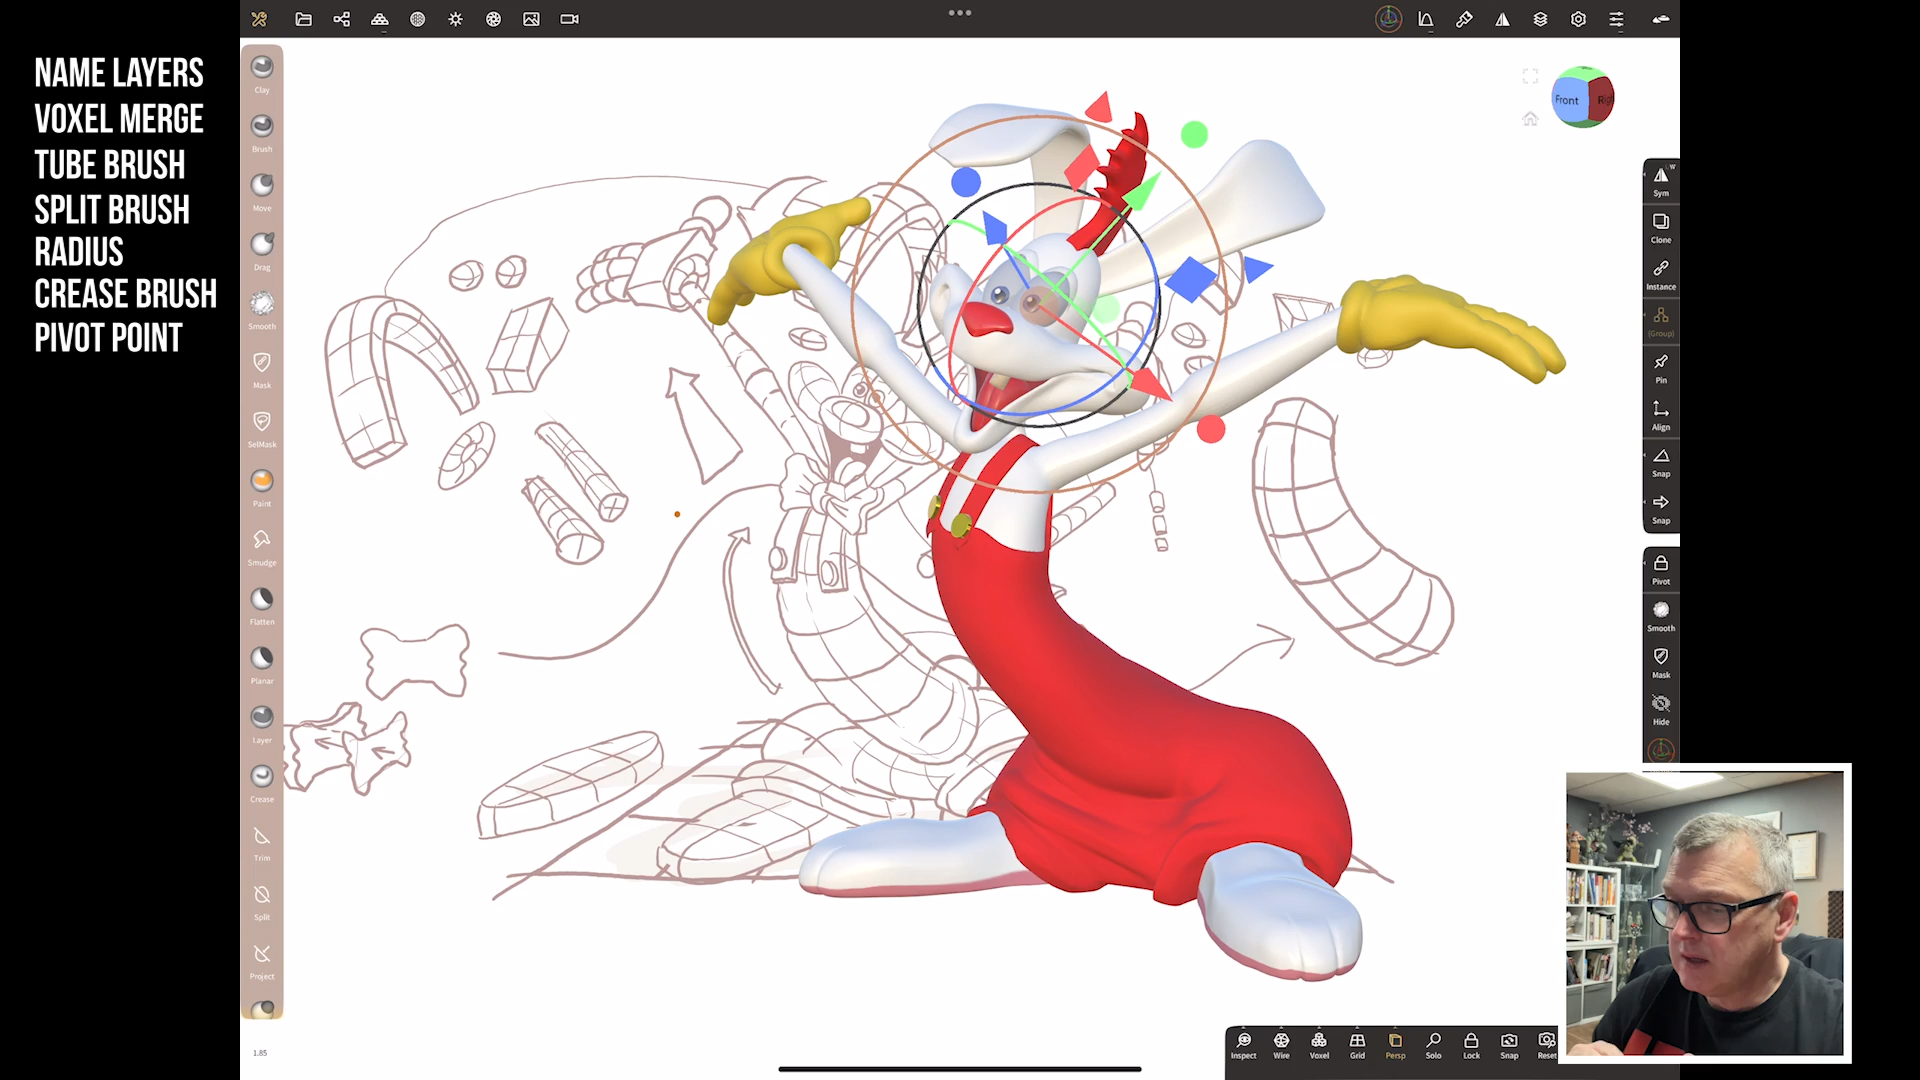 NAME LAYERS
VOXEL MERGE
TUBE BRUSH
SPLIT BRUSH
RADIUS
CREASE BRUSH
PIVOT POINT
Clay
Brush
Move
Drag
Smooth
Mask
SelMask
Paint
Smudge
Flatten
Planar
Layer
Crease
Trim
Split
Project
1.85
Front
Sym
Clone
Instance
(Group)
Pin
Align
Snap
Snap
Pivot
Smooth
Mask
Hide
Inspect
Wire
Voxel
Grid
Persp
Solo
Lock
Snap
Reset